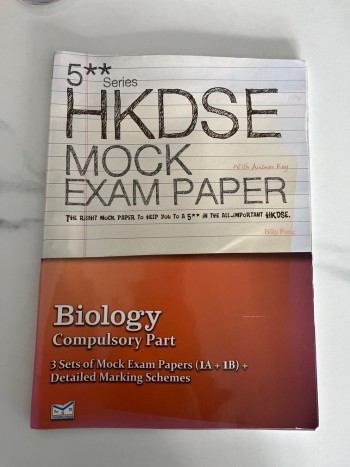 5** Series
HKDSE
MOCK
With Answer Key
EXAM PAPER
THE RIGHT MOCK PAPER TO HELP YOU TO A 5** IN THE ALL-IMPORTANT HKDSE.
Biology
Compulsory Part
3 Sets of Mock Exam Papers (1A + 1B) +
Detailed Marking Schemes